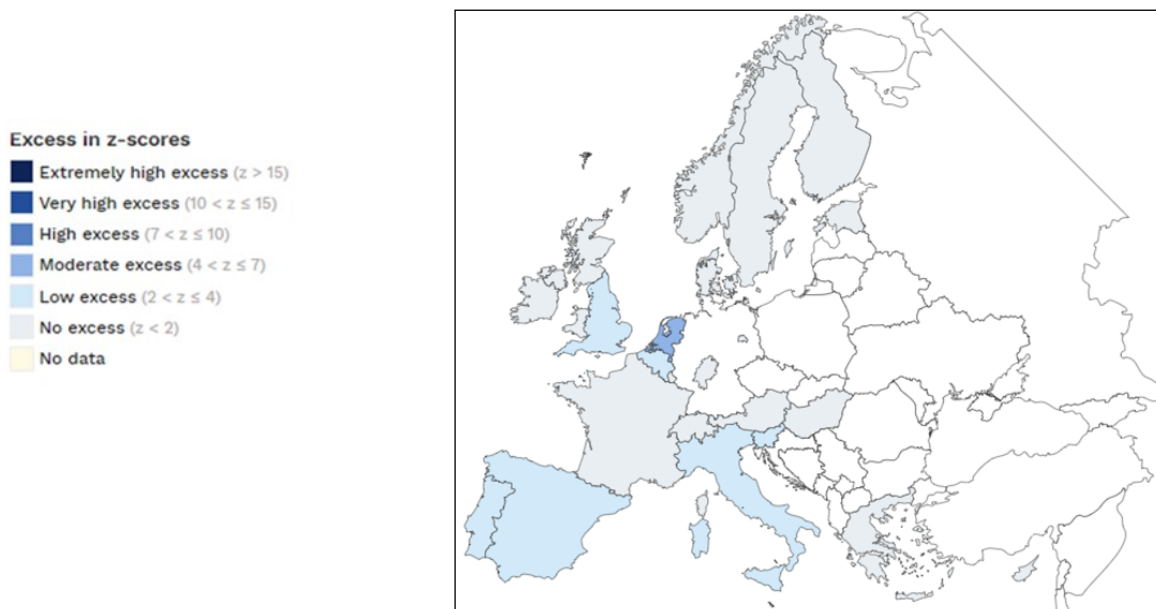 Excess in z-scores
Extremely high excess (z > 15)
Very high excess (10 < z ≤ 15)
High excess (7 < z ≤ 10)
Moderate excess (4 < z ≤ 7)
Low excess (2 < z ≤ 4)
No excess (z < 2)
No data